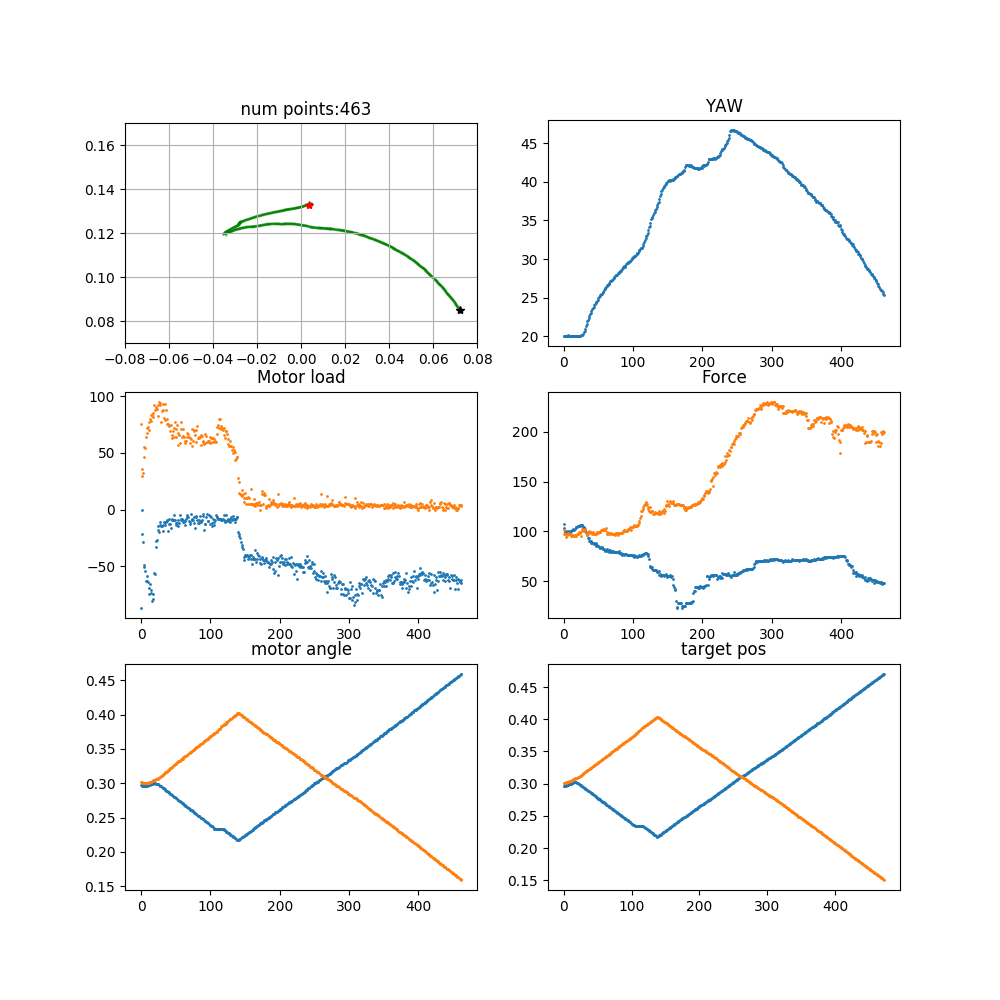 num points:463
0.16
0.14
0.12
0.10
0.08
−0.08 −0.06 −0.04 −0.02 0.00 0.02 0.04 0.06 0.08
YAW
45
40
35
30
25
20
0 100 200 300 400
Motor load
100
50
0
−50
0 100 200 300 400
Force
200
150
100
50
0 100 200 300 400
motor angle
0.45
0.40
0.35
0.30
0.25
0.20
0.15
0 100 200 300 400
target pos
0.45
0.40
0.35
0.30
0.25
0.20
0.15
0 100 200 300 400